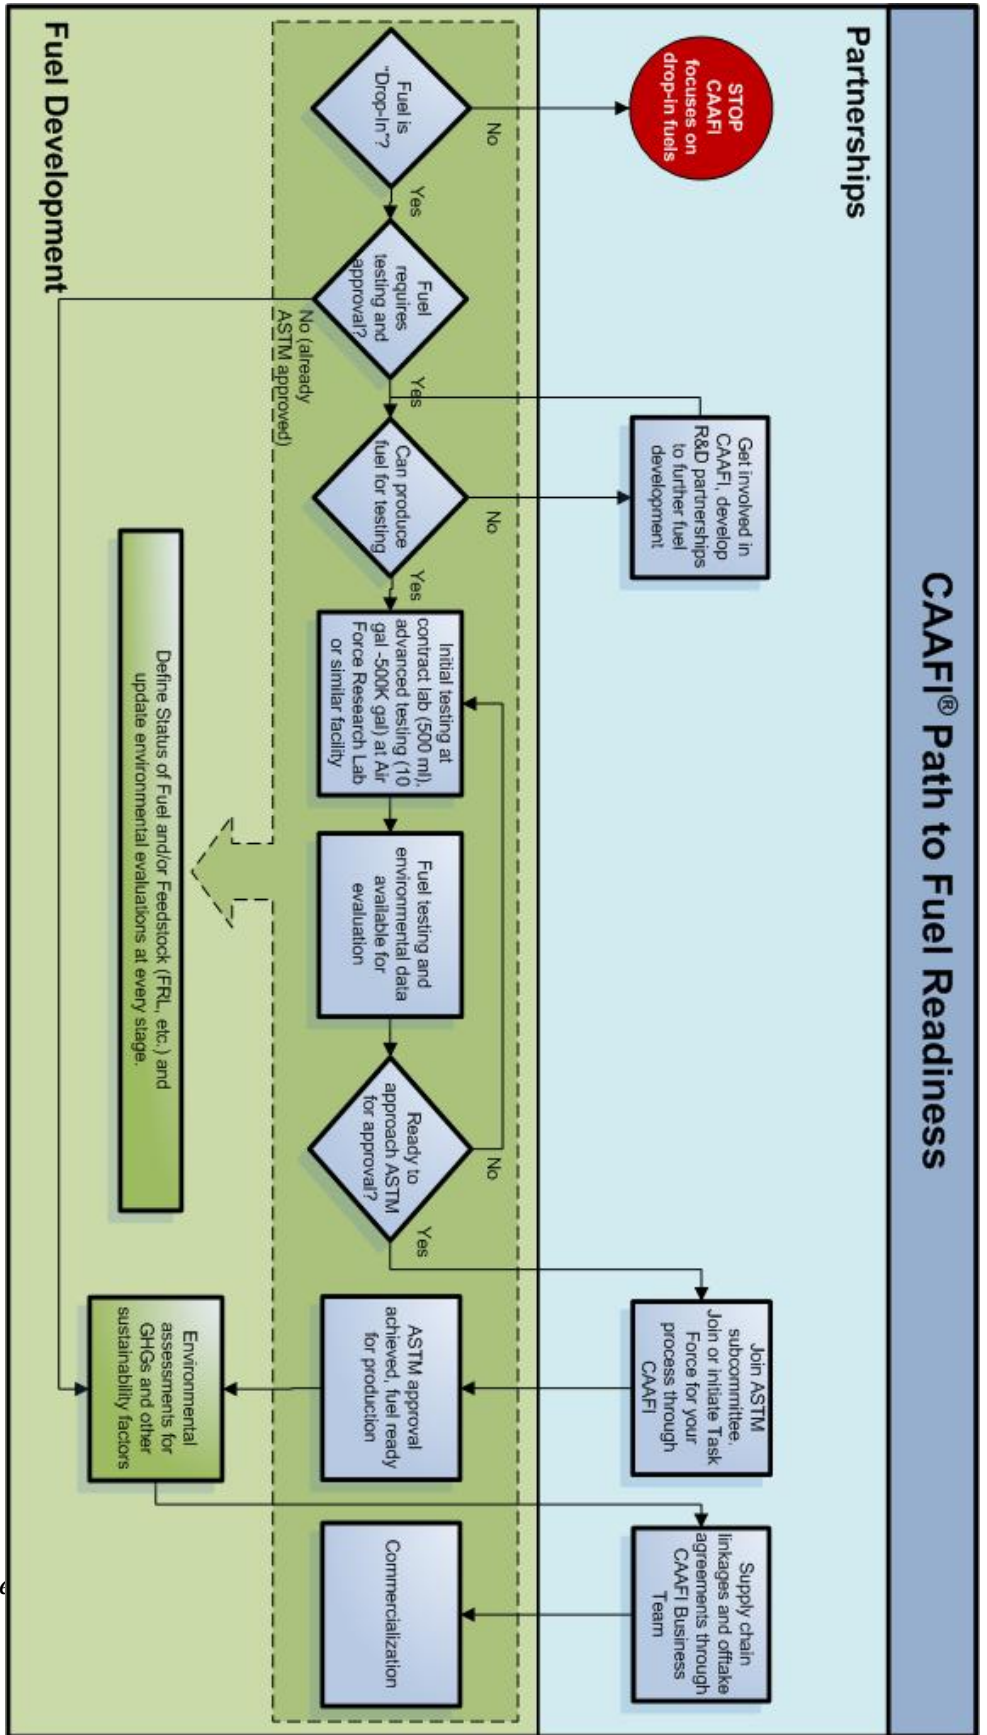 CAAFI® Path to Fuel Readiness
Partnerships
STOP
CAAFI
focuses on
drop-in fuels
Get involved in
CAAFI, develop
R&D partnerships
to further fuel
development
Join ASTM
subcommittee.
Join or initiate Task
Force for your
process through
CAAFI
Supply chain
linkages and offtake
agreements through
CAAFI Business
Team
Fuel is
"Drop-In"?
No
Yes
Fuel
requires
testing and
approval?
No (already
ASTM approved)
Yes
Can produce
fuel for testing
No
Yes
Initial testing at
contract lab (500 ml),
advanced testing (10
gal -500K gal) at Air
Force Research Lab
or similar facility
Fuel testing and
environmental data
available for
evaluation
Ready to
approach ASTM
for approval?
No
Yes
ASTM approval
achieved, fuel ready
for production
Commercialization
Fuel Development
Define Status of Fuel and/or Feedstock (FRL, etc.) and
update environmental evaluations at every stage.
Environmental
assessments for
GHGs and other
sustainability factors